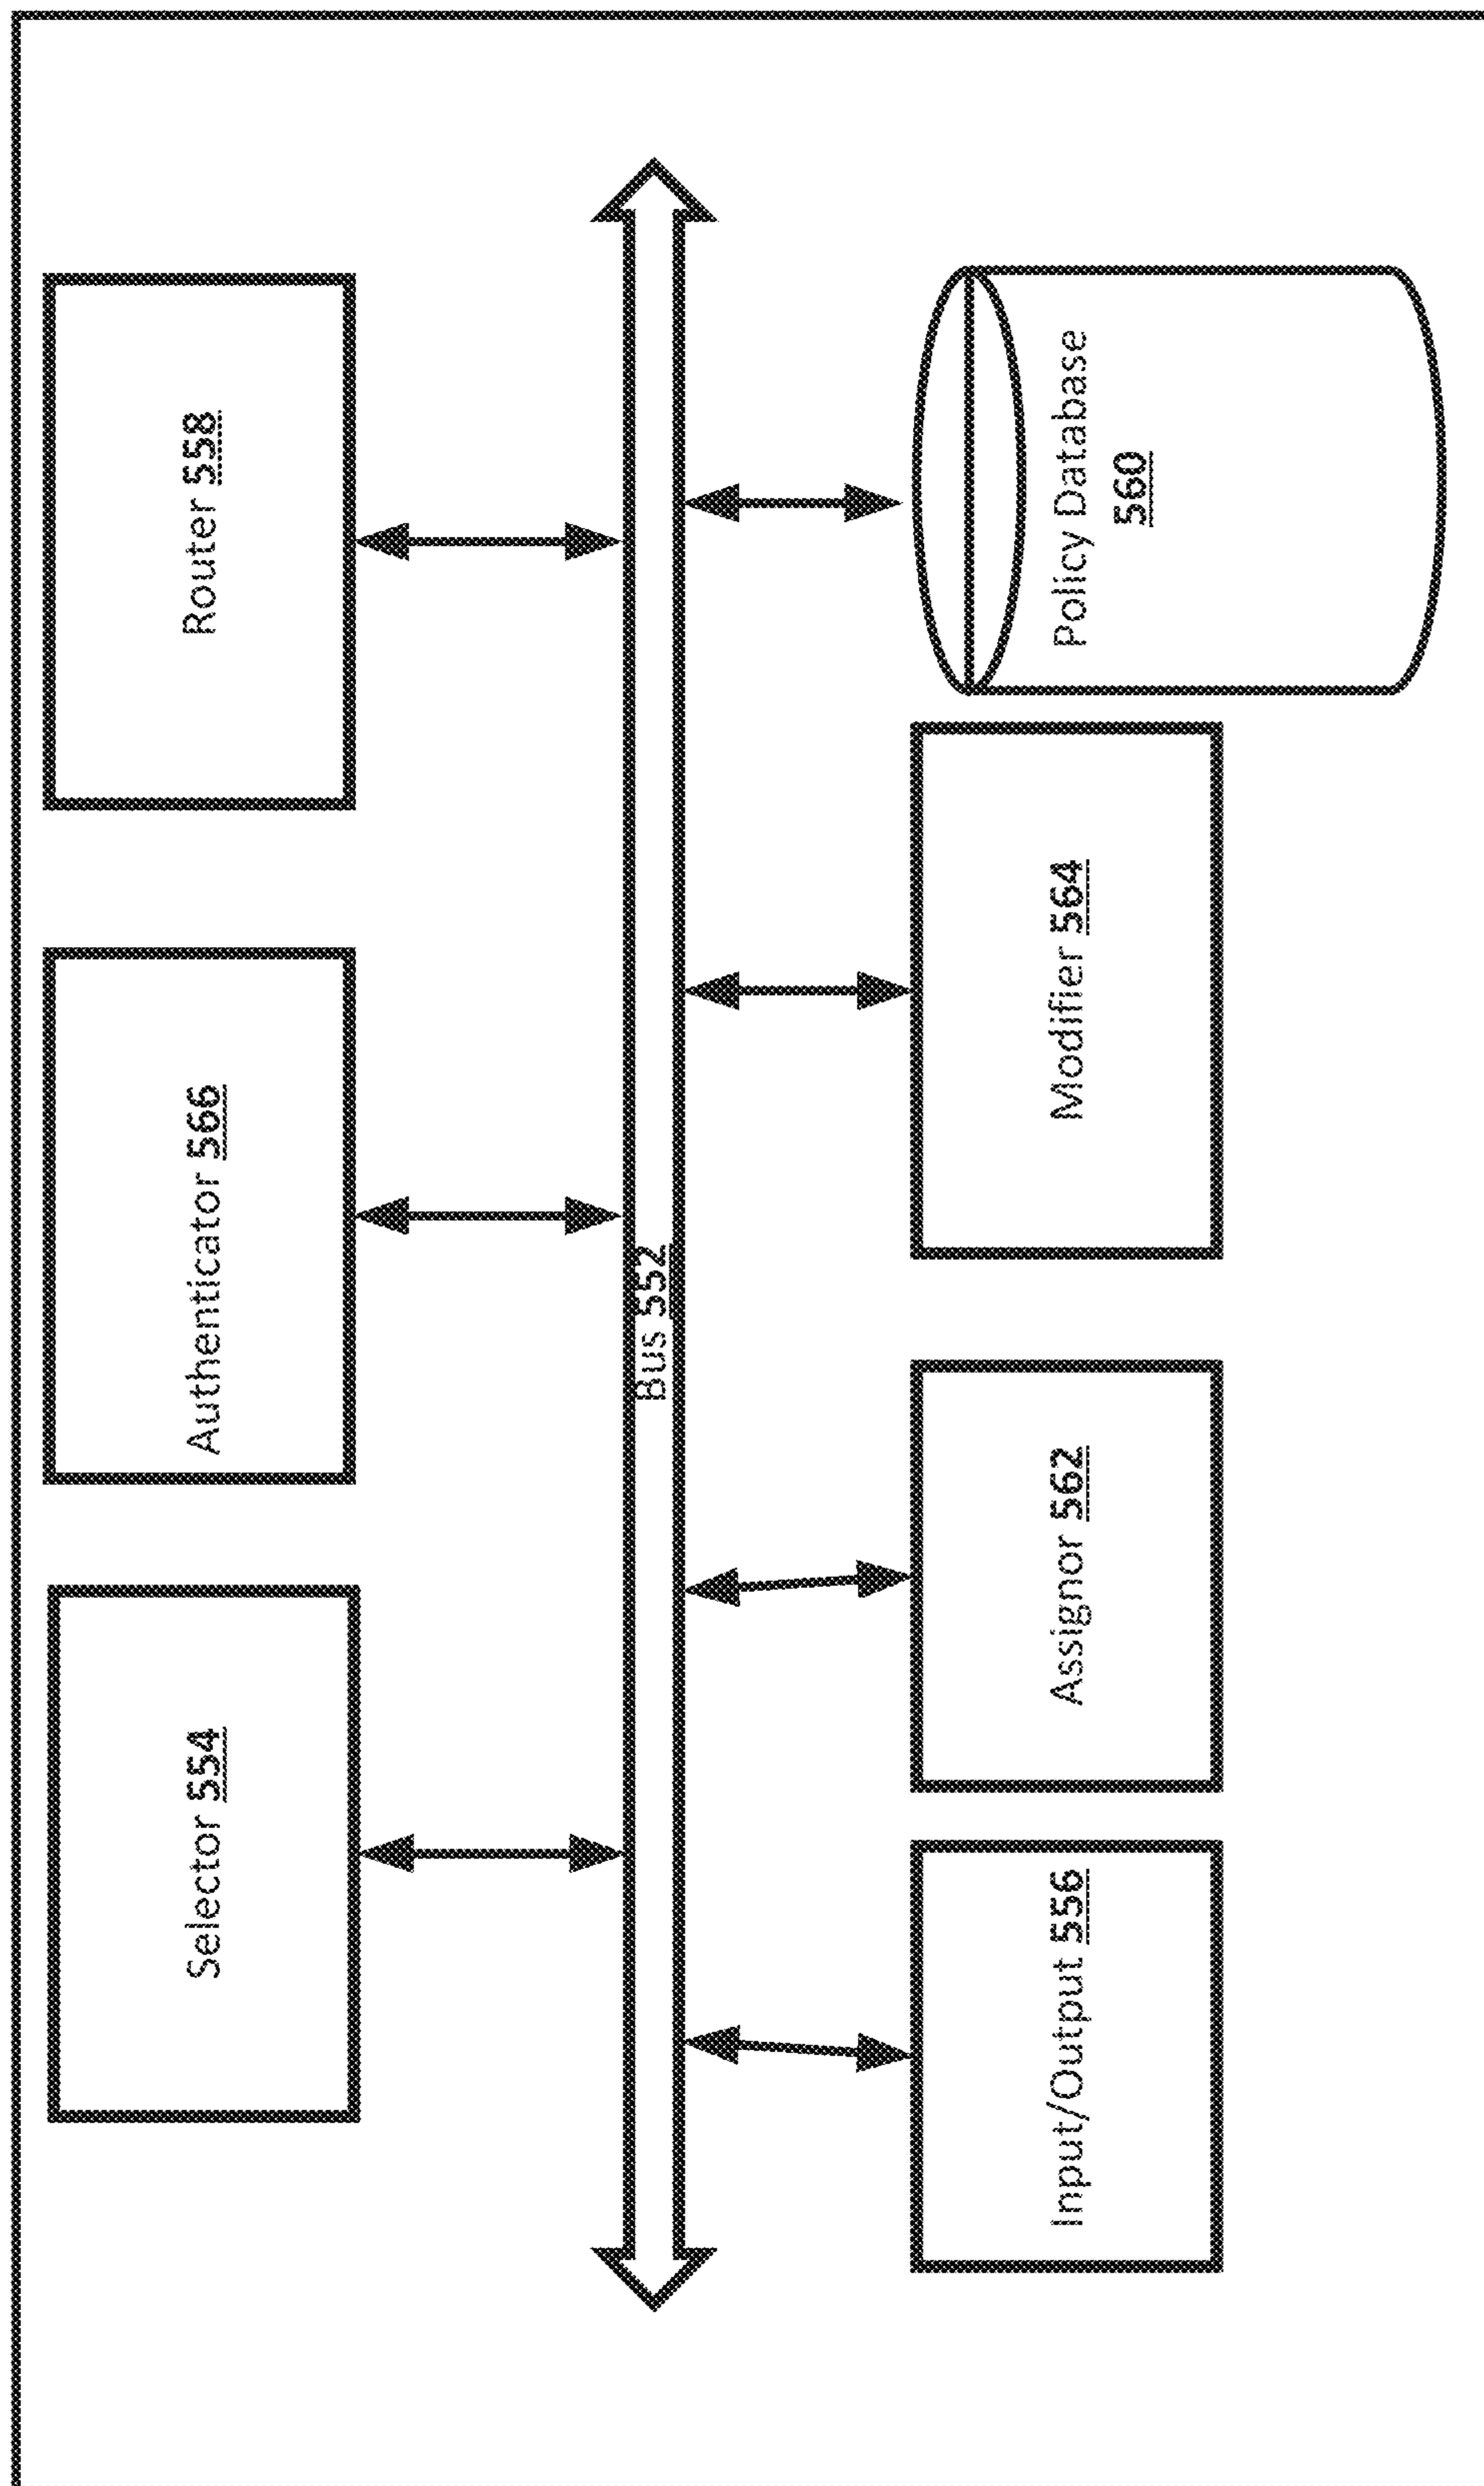 Selector 554
Authenticator 566
Router 558
Bus 552
Input/Output 556
Assignor 562
Modifier 564
Policy Database
560